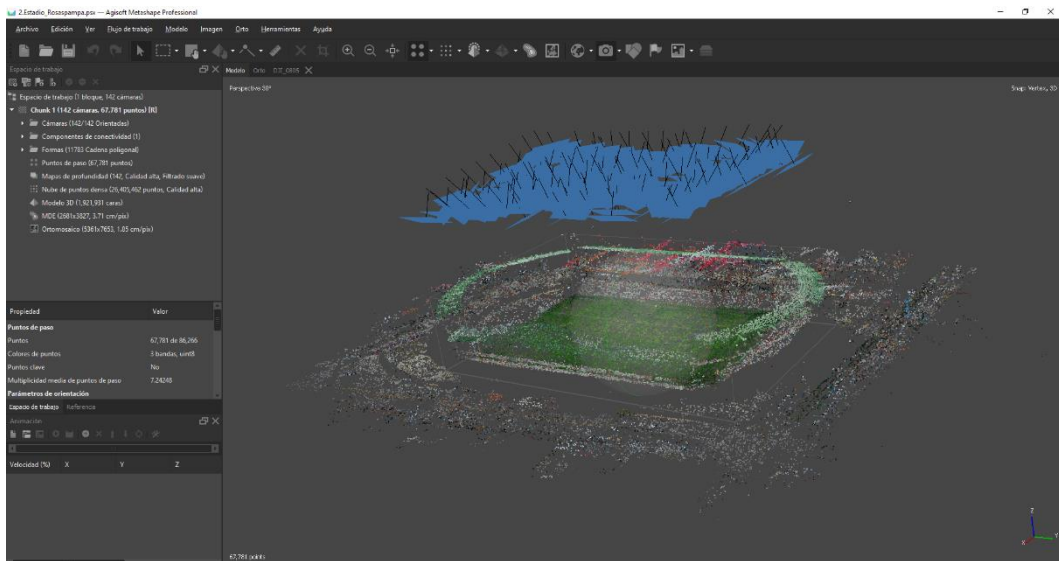 2.Estadio_Rosaspampa.psx — Agisoft Metashape Professional
Archivo Edición Ver Flujo de trabajo Modelo Imagen Orto Herramientas Ayuda
Espacio de trabajo
Modelo Orto DJI_0815
Perspectiva 30°
Snap: Vertex, 3D
Espacio de trabajo (1 bloque, 142 cámaras)
Chunk 1 (142 cámaras, 67,781 puntos) [R]
Cámaras (142/142 Orientadas)
Componentes de conectividad (1)
Formas (11783 Cadena poligonal)
Puntos de paso (67,781 puntos)
Mapas de profundidad (142, Calidad alta, Filtrado suave)
Nube de puntos densa (26,405,462 puntos, Calidad alta)
Modelo 3D (1,921,931 caras)
MDE (2681x3827, 3.71 cm/pix)
Ortomosaico (5361x7653, 1.85 cm/pix)
Propiedad Valor
Puntos de paso
Puntos 67,781 de 86,266
Colores de puntos 3 bandas, uint8
Puntos clave No
Multiplicidad media de puntos de paso 7.24248
Parámetros de orientación
Espacio de trabajo Referencia
Animación
Velocidad (%) X Y Z
67,781 points
Z
X
Y